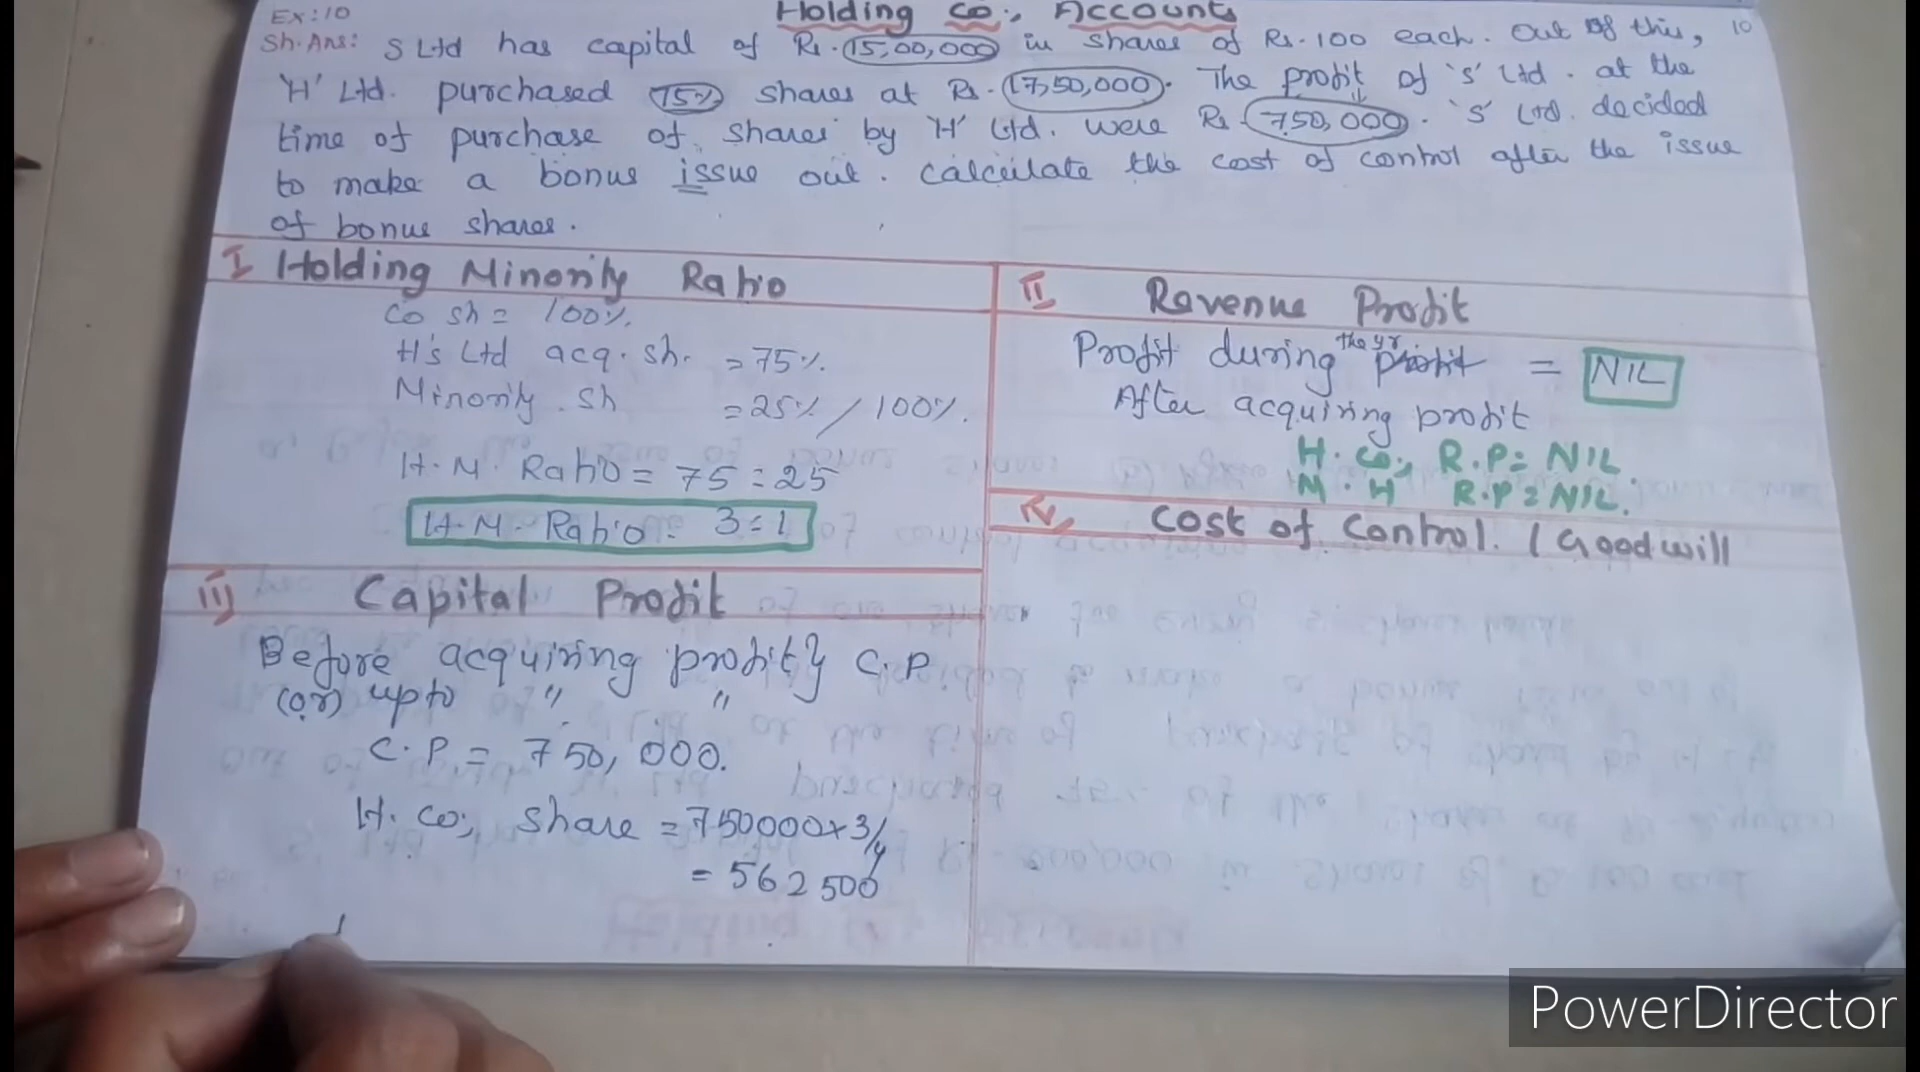 Ex:10
Holding Co., Accounts
10
Sh.Ans: S Ltd has capital of Rs. 15,00,000 in shares of Rs.100 each. Out of this,
'H' Ltd. purchased 75% shares at Rs. 17,50,000. The profit of 'S' Ltd. at the
time of purchase of shares by 'H' Ltd. were Rs. 750,000. 'S' Ltd. decided
to make a bonus issue out. calculate the cost of control after the issue
of bonus shares.
I Holding Minority Ratio
Co sh = 100%.
H's Ltd acq. sh. = 75%.
Minority. sh = 25% / 100%.
H.M. Ratio = 75:25
H.M. Ratio = 3:1
II Revenue Profit
Profit during the yr = NIL
After acquiring profit
H. Co., R.P = NIL.
M. H R.P = NIL.
III Capital Profit
Before acquiring profit } C.P
(or) upto " "
C.P = 750,000.
H. Co., share = 750000 x 3/4
= 562500
IV. Cost of Control. / Goodwill
PowerDirector